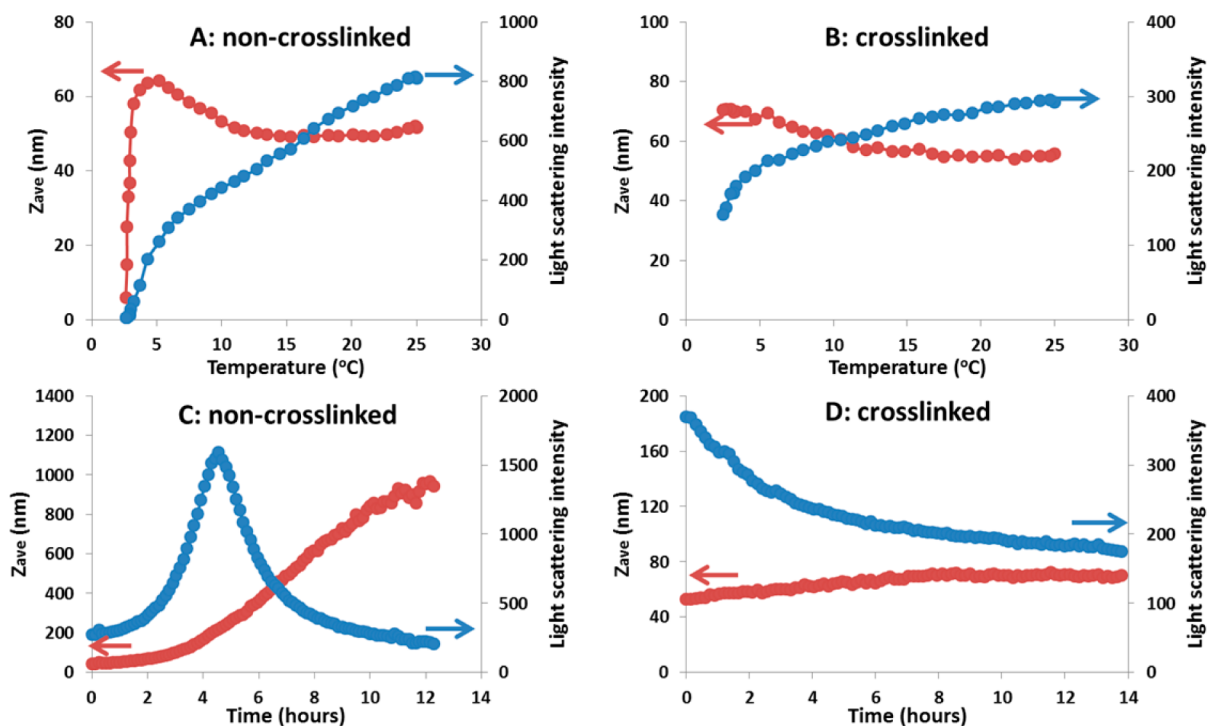 A: non-crosslinked
80
60
40
20
0
Z_ave (nm)
1000
800
600
400
200
0
Light scattering intensity
0 5 10 15 20 25 30
Temperature (°C)
B: crosslinked
100
80
60
40
20
0
Z_ave (nm)
400
300
200
100
0
Light scattering intensity
0 5 10 15 20 25 30
Temperature (°C)
C: non-crosslinked
1400
1200
1000
800
600
400
200
0
Z_ave (nm)
2000
1500
1000
500
0
Light scattering intensity
0 2 4 6 8 10 12 14
Time (hours)
D: crosslinked
200
160
120
80
40
0
Z_ave (nm)
400
300
200
100
0
Light scattering intensity
0 2 4 6 8 10 12 14
Time (hours)